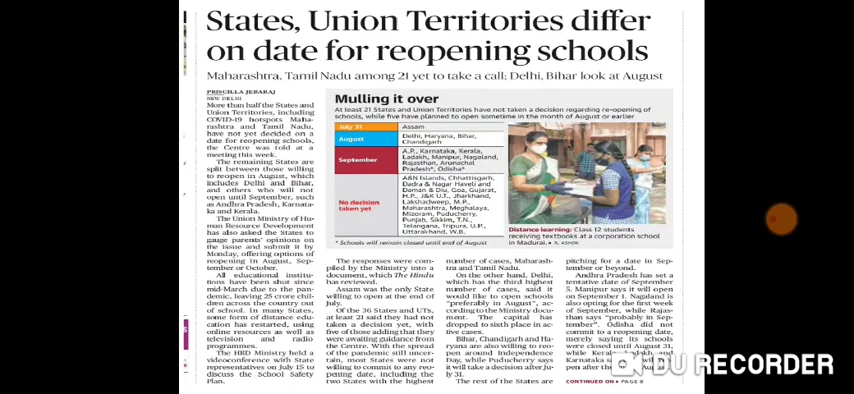 States, Union Territories differ
on date for reopening schools
Maharashtra, Tamil Nadu among 21 yet to take a call; Delhi, Bihar look at August
PRISCILLA JEBARAJ
NEW DELHI
More than half the States and
Union Territories, including
COVID-19 hotspots Maha-
rashtra and Tamil Nadu,
have not yet decided on a
date for reopening schools,
the Centre was told at a
meeting this week.
The remaining States are
split between those willing
to reopen in August, which
includes Delhi and Bihar,
and others who will not
open until September, such
as Andhra Pradesh, Karnata-
ka and Kerala.
The Union Ministry of Hu-
man Resource Development
has also asked the States to
gauge parents' opinions on
the issue and submit it by
Monday, offering options of
reopening in August, Sep-
tember or October.
All educational institu-
tions have been shut since
mid-March due to the pan-
demic, leaving 25 crore chil-
dren across the country out
of school. In many States,
some form of distance edu-
cation has restarted, using
online resources as well as
television and radio
programmes.
The HRD Ministry held a
videoconference with State
representatives on July 15 to
discuss the School Safety
Plan.
Mulling it over
At least 21 States and Union Territories have not taken a decision regarding re-opening of
schools, while five have planned to open sometime in the month of August or earlier
July 31
Assam
August
Delhi, Haryana, Bihar,
Chandigarh
September
A.P., Karnataka, Kerala,
Ladakh, Manipur, Nagaland,
Rajasthan, Arunachal
Pradesh*, Odisha*
No decision
taken yet
A&N Islands, Chhattisgarh,
Dadra & Nagar Haveli and
Daman & Diu, Goa, Gujarat,
H.P., J&K U.T., Jharkhand,
Lakshadweep, M.P.,
Maharashtra, Meghalaya,
Mizoram, Puducherry,
Punjab, Sikkim, T.N.,
Telangana, Tripura, U.P.,
Uttarakhand, W.B.
* Schools will remain closed until end of August
Distance learning: Class 12 students
receiving textbooks at a corporation school
in Madurai. R. ASHOK
The responses were com-
piled by the Ministry into a
document, which The Hindu
has reviewed.
Assam was the only State
willing to open at the end of
July.
Of the 36 States and UTs,
at least 21 said they had not
taken a decision yet, with
five of those adding that they
were awaiting guidance from
the Centre. With the spread
of the pandemic still uncer-
tain, most States were not
willing to commit to any reo-
pening date, including the
two States with the highest
number of cases, Maharash-
tra and Tamil Nadu.
On the other hand, Delhi,
which has the third highest
number of cases, said it
would like to open schools
"preferably in August", ac-
cording to the Ministry docu-
ment. The capital has
dropped to sixth place in ac-
tive cases.
Bihar, Chandigarh and Ha-
ryana are also willing to reo-
pen around Independence
Day, while Puducherry says
it will take a decision after Ju-
ly 31.
The rest of the States are
pitching for a date in Sep-
tember or beyond.
Andhra Pradesh has set a
tentative date of September
5. Manipur says it will open
on September 1. Nagaland is
also opting for the first week
of September, while Rajas-
than says "probably in Sep-
tember". Odisha did not
commit to a reopening date,
merely saying its schools
were closed until August 31,
while Kerala, Ladakh and
Karnataka
pen after the
CONTINUED ON PAGE 8
DU RECORDER